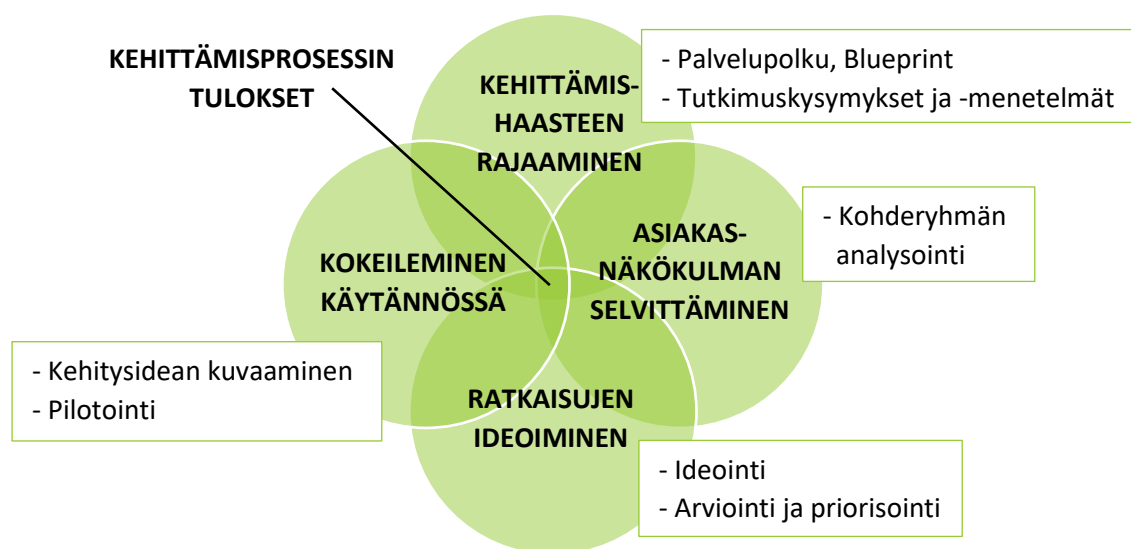 KEHITTÄMISPROSESSIN
TULOKSET
KEHITTÄMIS-
HAASTEEN
RAJAAMINEN
- Palvelupolku, Blueprint
- Tutkimuskysymykset ja -menetelmät
ASIAKAS-
NÄKÖKULMAN
SELVITTÄMINEN
- Kohderyhmän
analysointi
KOKEILEMINEN
KÄYTÄNNÖSSÄ
- Kehitysidean kuvaaminen
- Pilotointi
RATKAISUJEN
IDEOIMINEN
- Ideointi
- Arviointi ja priorisointi